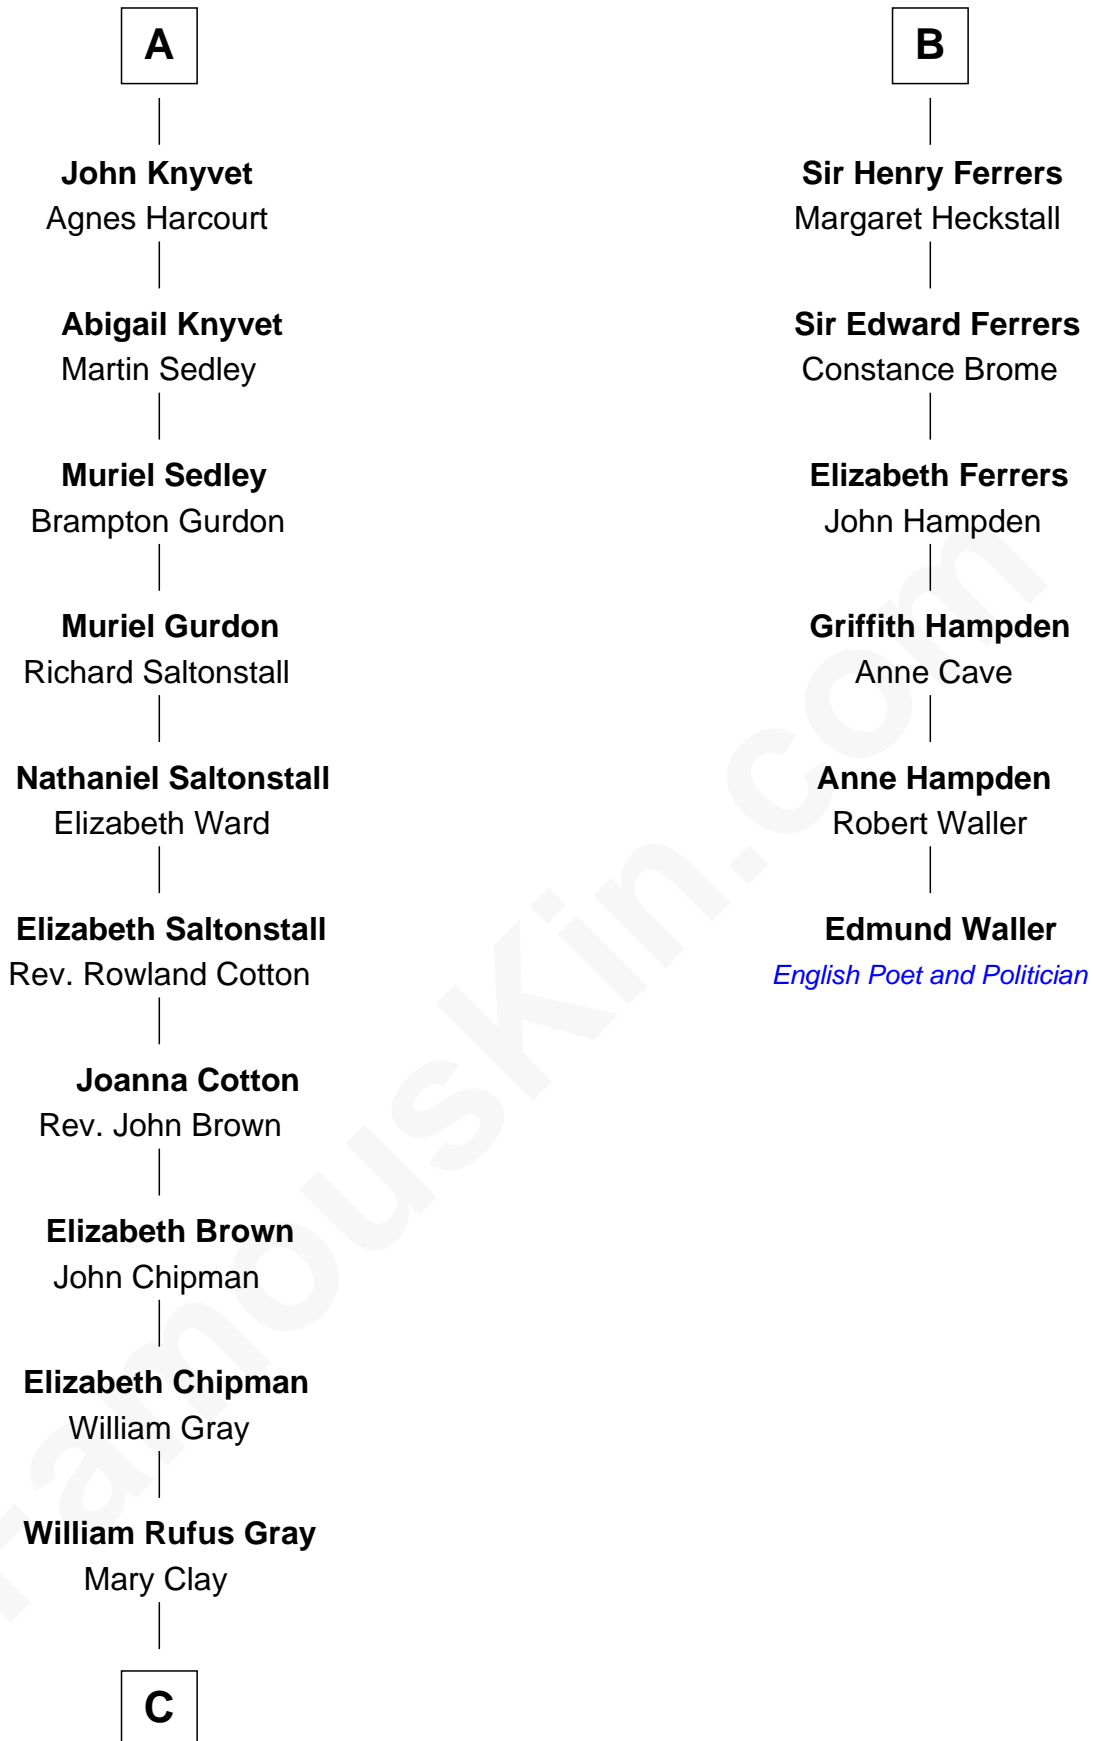 A
John Knyvet
Agnes Harcourt
Abigail Knyvet
Martin Sedley
Muriel Sedley
Brampton Gurdon
Muriel Gurdon
Richard Saltonstall
Nathaniel Saltonstall
Elizabeth Ward
Elizabeth Saltonstall
Rev. Rowland Cotton
Joanna Cotton
Rev. John Brown
Elizabeth Brown
John Chipman
Elizabeth Chipman
William Gray
William Rufus Gray
Mary Clay
C
B
Sir Henry Ferrers
Margaret Heckstall
Sir Edward Ferrers
Constance Brome
Elizabeth Ferrers
John Hampden
Griffith Hampden
Anne Cave
Anne Hampden
Robert Waller
Edmund Waller
English Poet and Politician
FamousKin.com